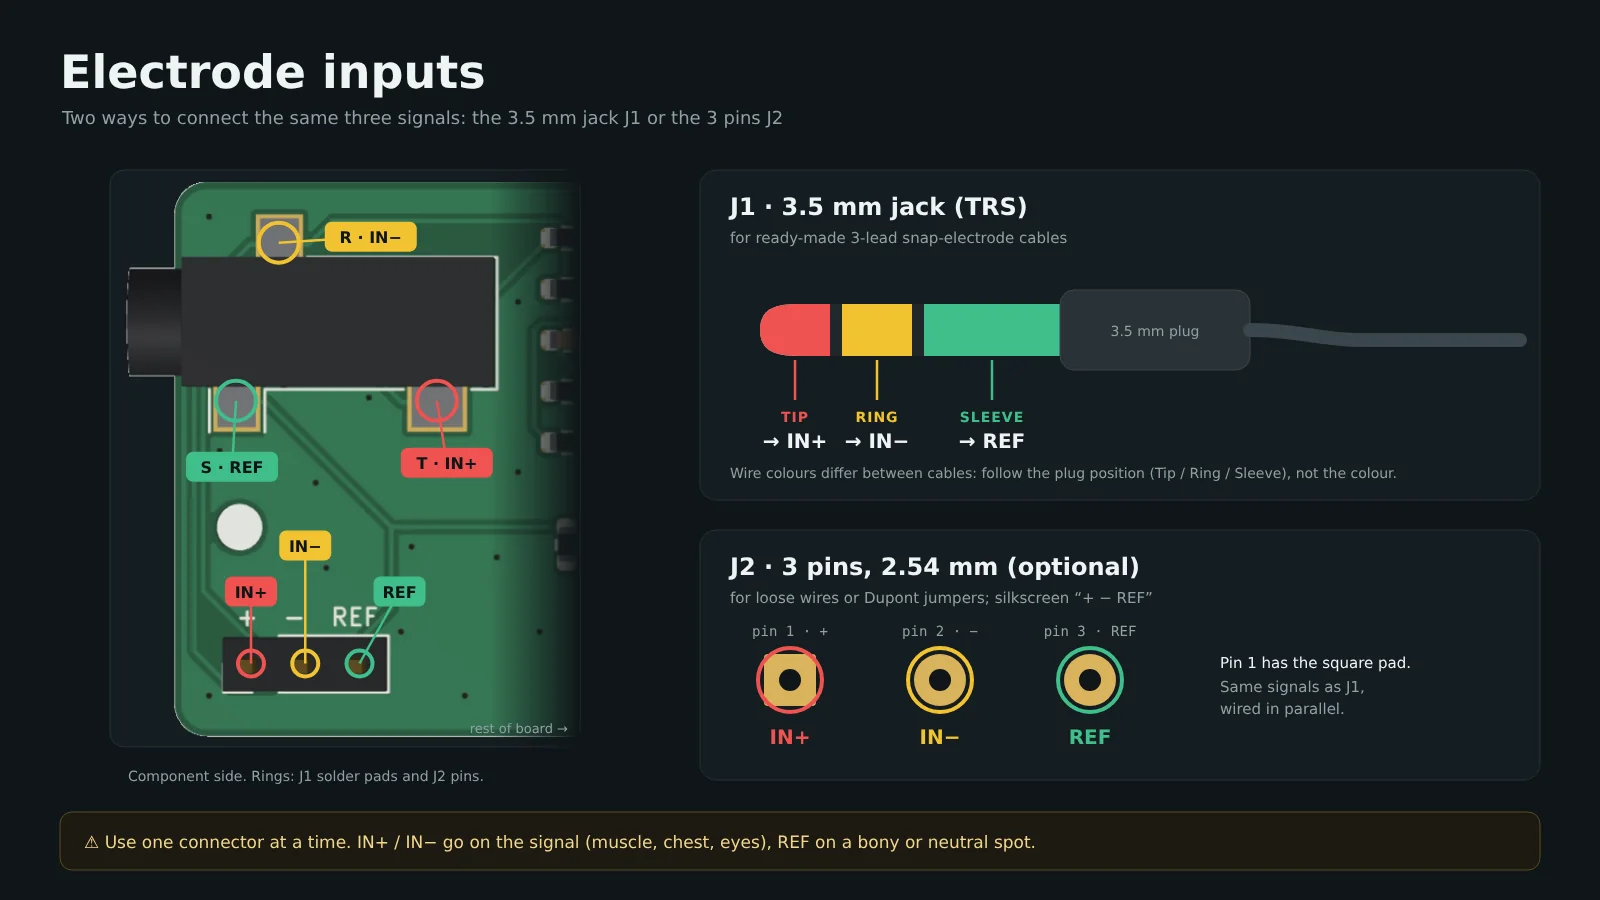 Electrode inputs
Two ways to connect the same three signals: the 3.5 mm jack J1 or the 3 pins J2
R · IN−
S · REF
T · IN+
IN−
IN+
REF
+ − REF
rest of board →
Component side. Rings: J1 solder pads and J2 pins.
J1 · 3.5 mm jack (TRS)
for ready-made 3-lead snap-electrode cables
3.5 mm plug
TIP RING SLEEVE
→ IN+ → IN− → REF
Wire colours differ between cables: follow the plug position (Tip / Ring / Sleeve), not the colour.
J2 · 3 pins, 2.54 mm (optional)
for loose wires or Dupont jumpers; silkscreen “+ − REF”
pin 1 · + pin 2 · − pin 3 · REF
IN+ IN− REF
Pin 1 has the square pad.
Same signals as J1,
wired in parallel.
⚠ Use one connector at a time. IN+ / IN− go on the signal (muscle, chest, eyes), REF on a bony or neutral spot.